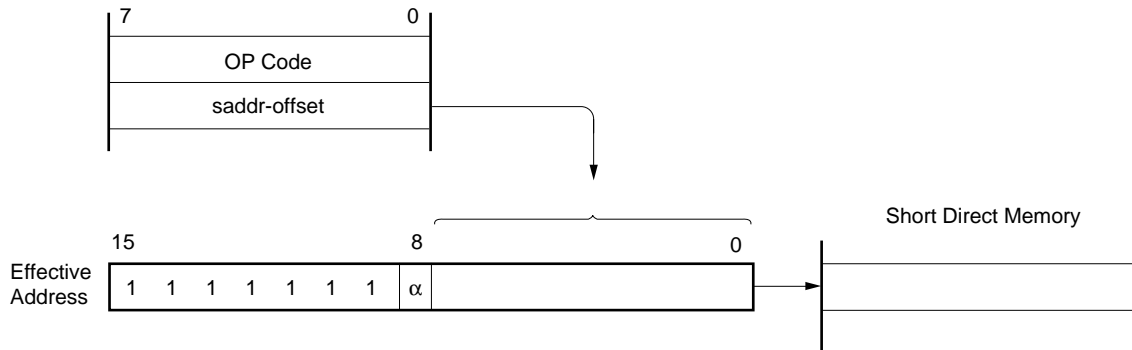 7 0
OP Code
saddr-offset
Short Direct Memory
15 8 0
Effective
Address
1 1 1 1 1 1 1 α